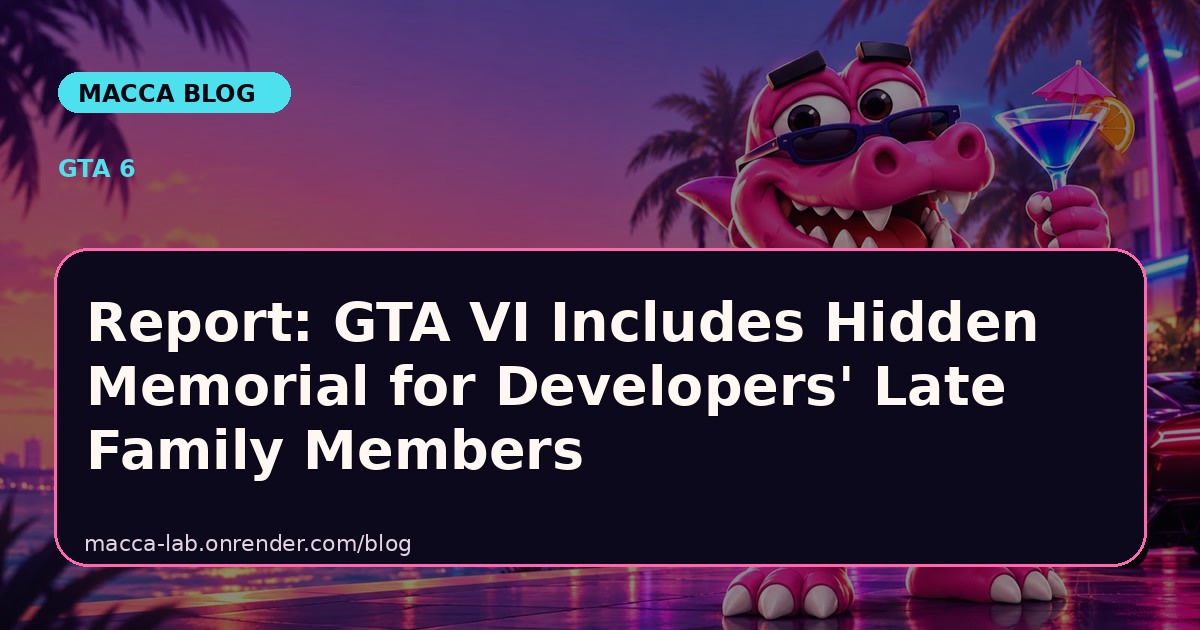 MACCA BLOG
GTA 6
Report: GTA VI Includes Hidden
Memorial for Developers' Late
Family Members
macca-lab.onrender.com/blog